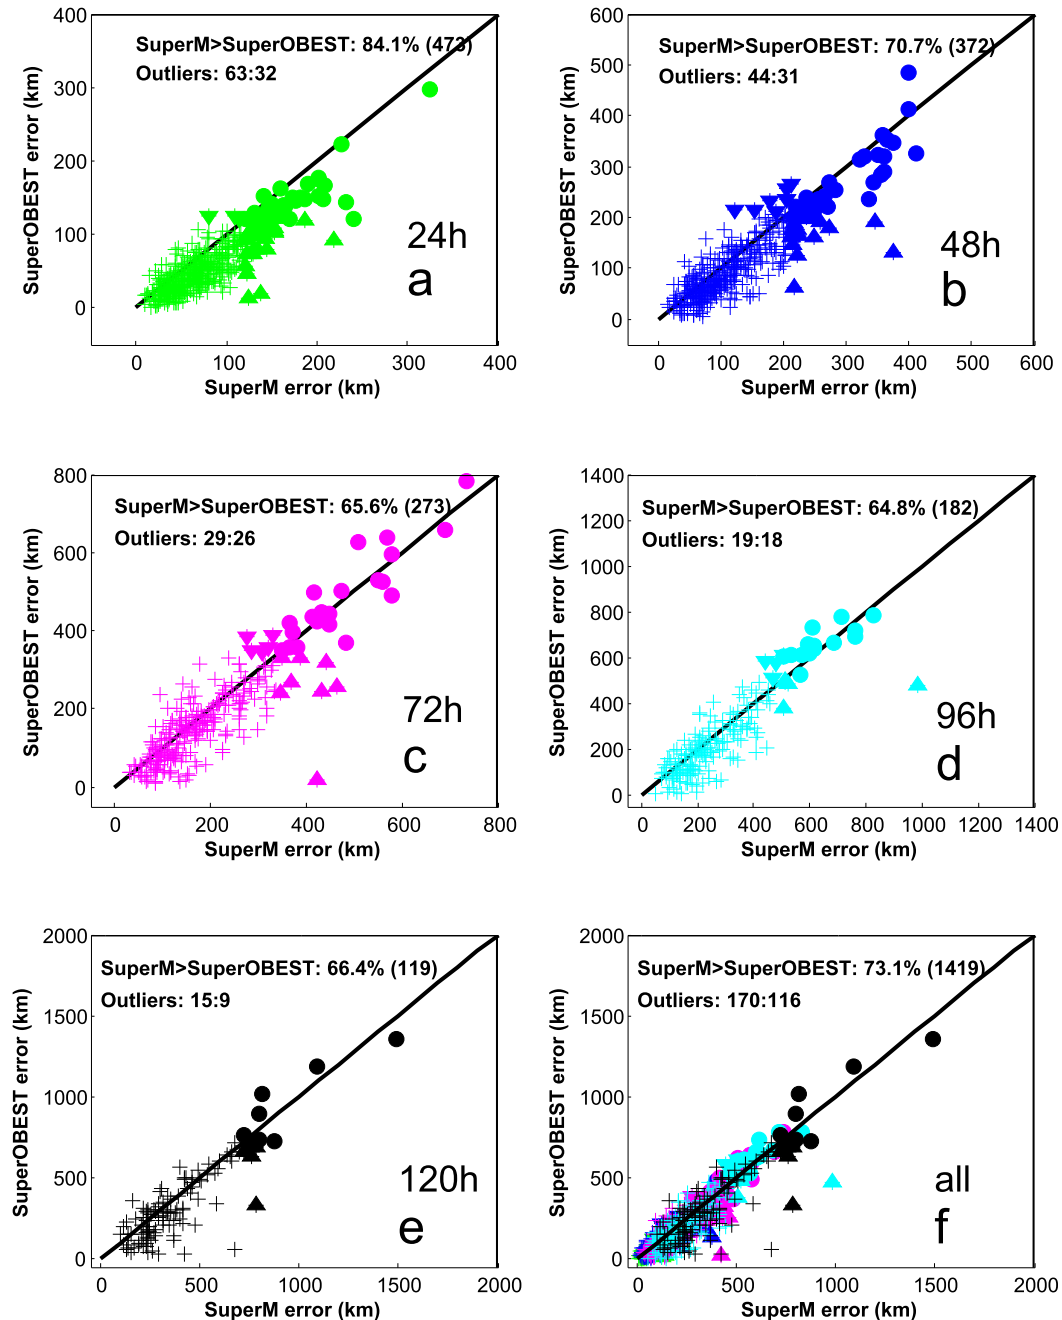 SuperM>SuperOBEST: 84.1% (473)
Outliers: 63:32
24h
a
SuperOBEST error (km)
400
300
200
100
0
0 100 200 300 400
SuperM error (km)
SuperM>SuperOBEST: 70.7% (372)
Outliers: 44:31
48h
b
SuperOBEST error (km)
600
500
400
300
200
100
0
0 100 200 300 400 500 600
SuperM error (km)
SuperM>SuperOBEST: 65.6% (273)
Outliers: 29:26
72h
c
SuperOBEST error (km)
800
600
400
200
0
0 200 400 600 800
SuperM error (km)
SuperM>SuperOBEST: 64.8% (182)
Outliers: 19:18
96h
d
SuperOBEST error (km)
1400
1200
1000
800
600
400
200
0
0 200 400 600 800 1000 1200 1400
SuperM error (km)
SuperM>SuperOBEST: 66.4% (119)
Outliers: 15:9
120h
e
SuperOBEST error (km)
2000
1500
1000
500
0
0 500 1000 1500 2000
SuperM error (km)
SuperM>SuperOBEST: 73.1% (1419)
Outliers: 170:116
all
f
SuperOBEST error (km)
2000
1500
1000
500
0
0 500 1000 1500 2000
SuperM error (km)